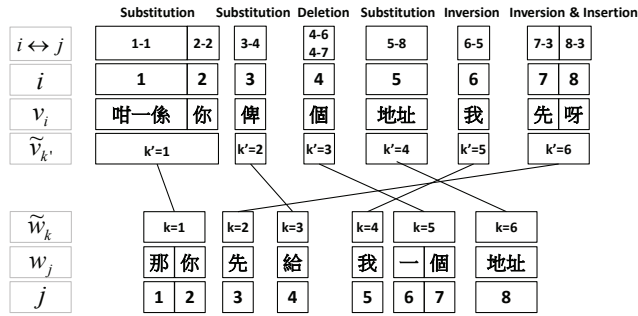 Substitution Substitution Deletion Substitution Inversion Inversion & Insertion
i ↔ j 1-1 2-2 3-4 4-6 4-7 5-8 6-5 7-3 8-3
i 1 2 3 4 5 6 7 8
v_i 咁一係 你 俾 個 地址 我 先 呀
ṽ_k' k'=1 k'=2 k'=3 k'=4 k'=5 k'=6
w̃_k k=1 k=2 k=3 k=4 k=5 k=6
w_j 那 你 先 給 我 一 個 地址
j 1 2 3 4 5 6 7 8